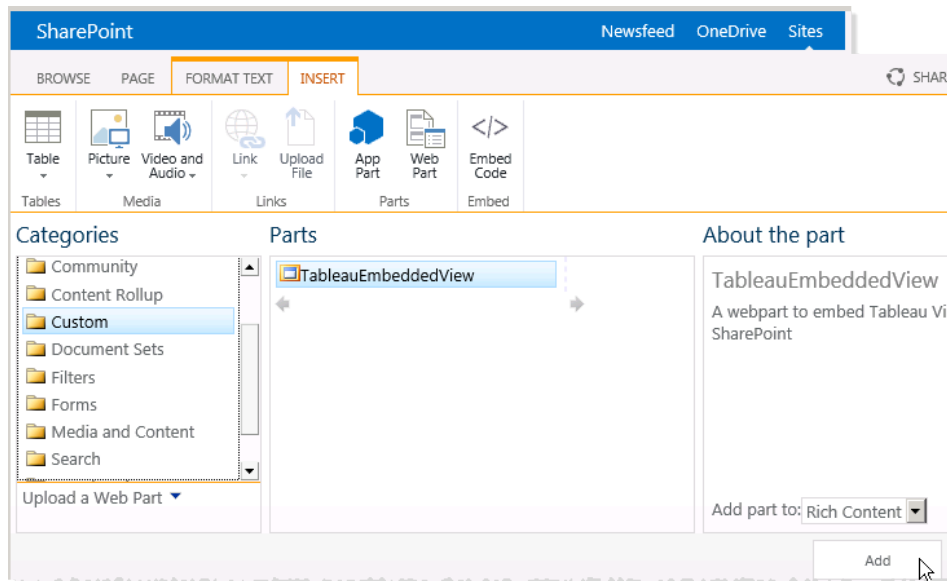 SharePoint Newsfeed OneDrive Sites
BROWSE PAGE FORMAT TEXT INSERT SHAR
Table Picture Video and Audio Link Upload File App Part Web Part Embed Code
Tables Media Links Parts Embed
Categories Parts About the part
Community
Content Rollup
Custom
Document Sets
Filters
Forms
Media and Content
Search
Upload a Web Part
TableauEmbeddedView
TableauEmbeddedView
A webpart to embed Tableau Vi
SharePoint
Add part to: Rich Content
Add